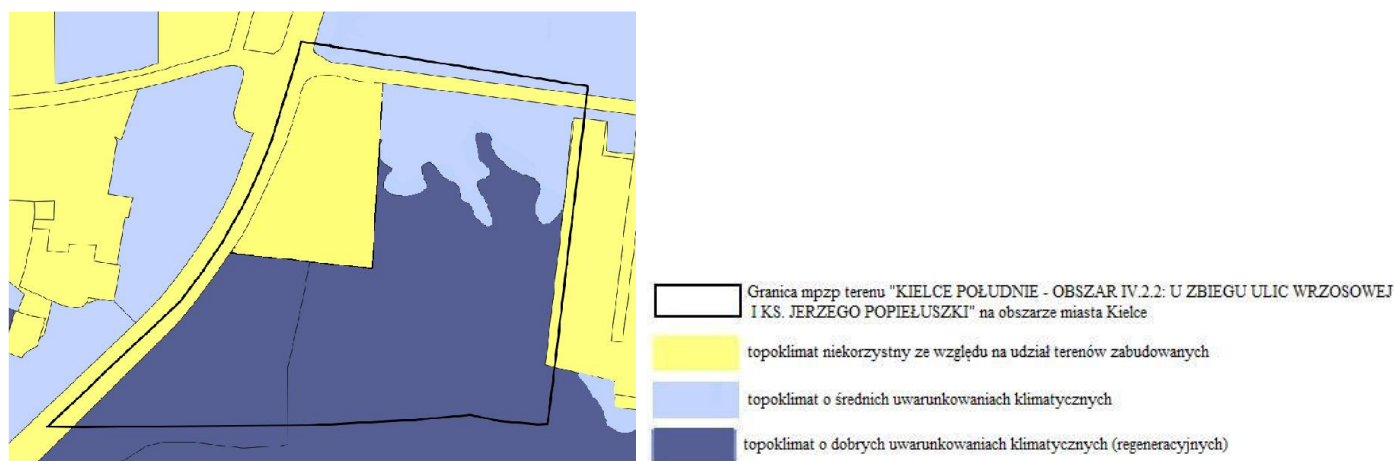 Granica mpzp terenu "KIELCE POŁUDNIE - OBSZAR IV.2.2: U ZBIEGU ULIC WRZOSOWEJ
I KS. JERZEGO POPIEŁUSZKI" na obszarze miasta Kielce
topoklimat niekorzystny ze względu na udział terenów zabudowanych
topoklimat o średnich uwarunkowaniach klimatycznych
topoklimat o dobrych uwarunkowaniach klimatycznych (regeneracyjnych)